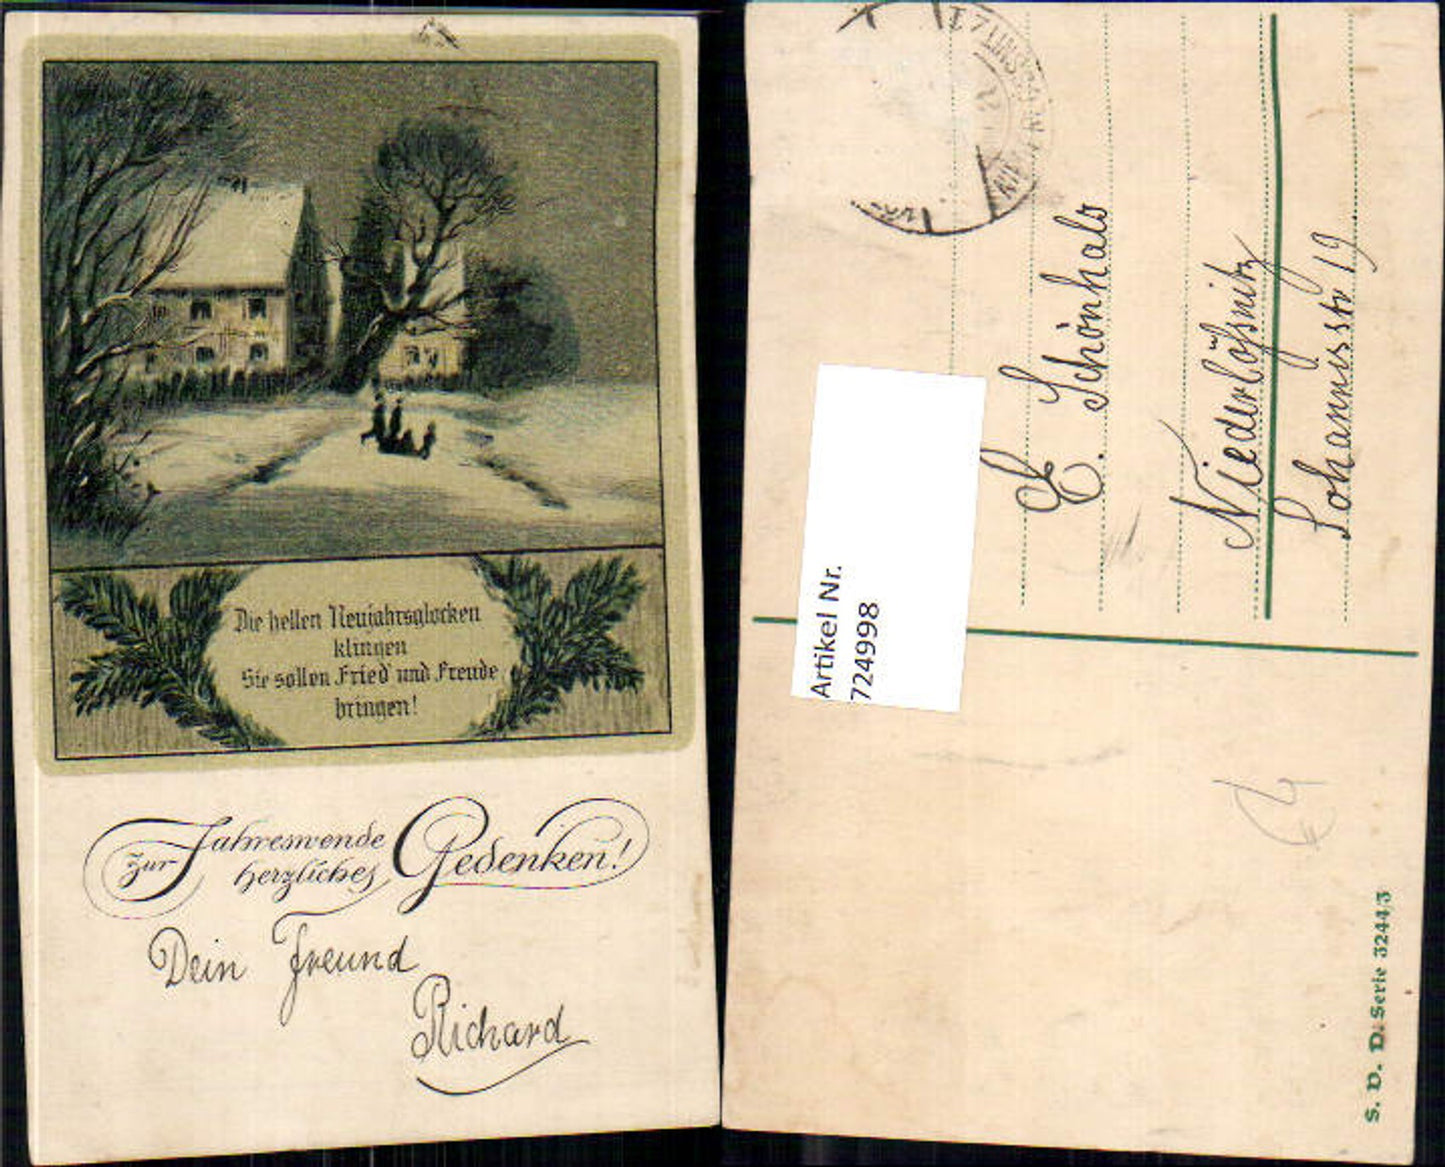 Die hellen Neujahrsglocken
klingen
Sie sollen Fried' und Freude
bringen!
zur Jahreswende
herzliches Gedenken!
Dein Freund
Richard
E. Schönhals
Niederlößnitz
Johannisstr 19
Artikel Nr.
724998
S. V. D. Serie 3244/3